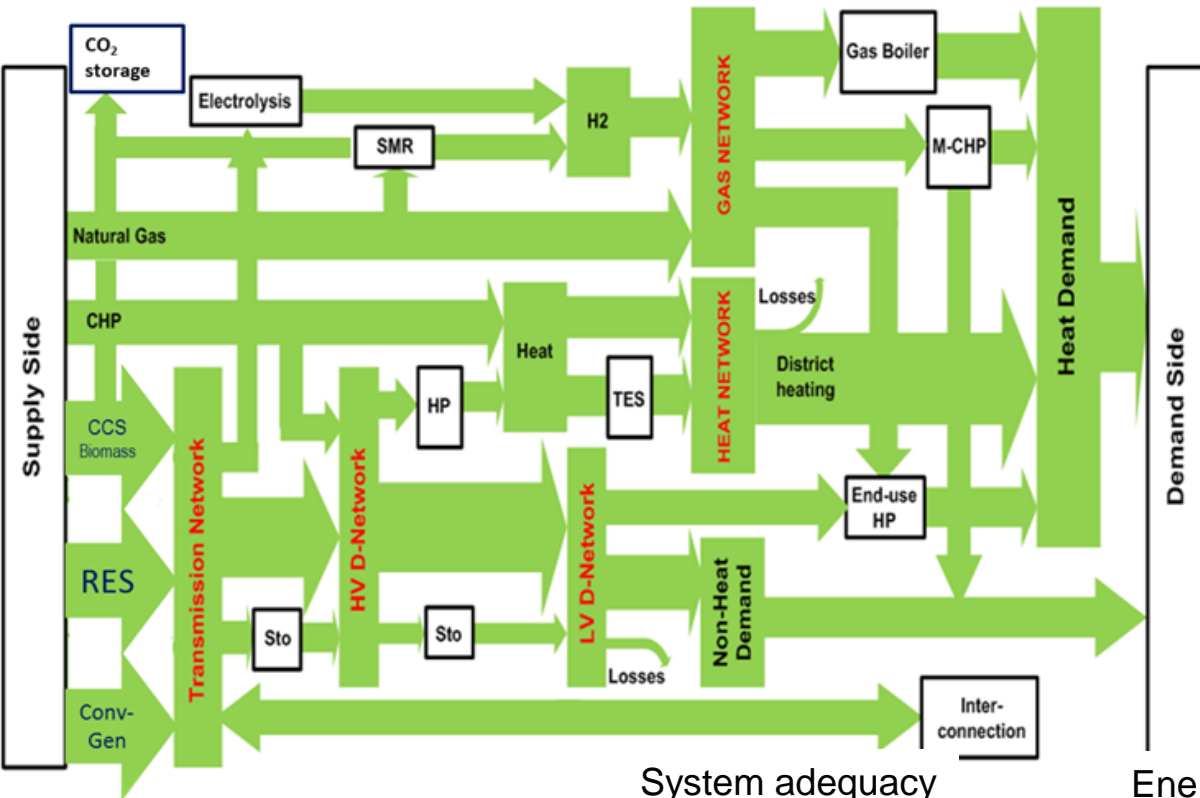 CO2
storage
Electrolysis
SMR
H2
GAS NETWORK
Gas Boiler
M-CHP
Natural Gas
Supply Side
CHP
Heat
HEAT NETWORK
Losses
District
heating
Heat Demand
Demand Side
HP
TES
CCS
Biomass
Transmission Network
HV D-Network
LV D-Network
End-use
HP
RES
Sto
Sto
Non-Heat
Demand
Losses
Conv-
Gen
Inter-
connection
System adequacy
Ene